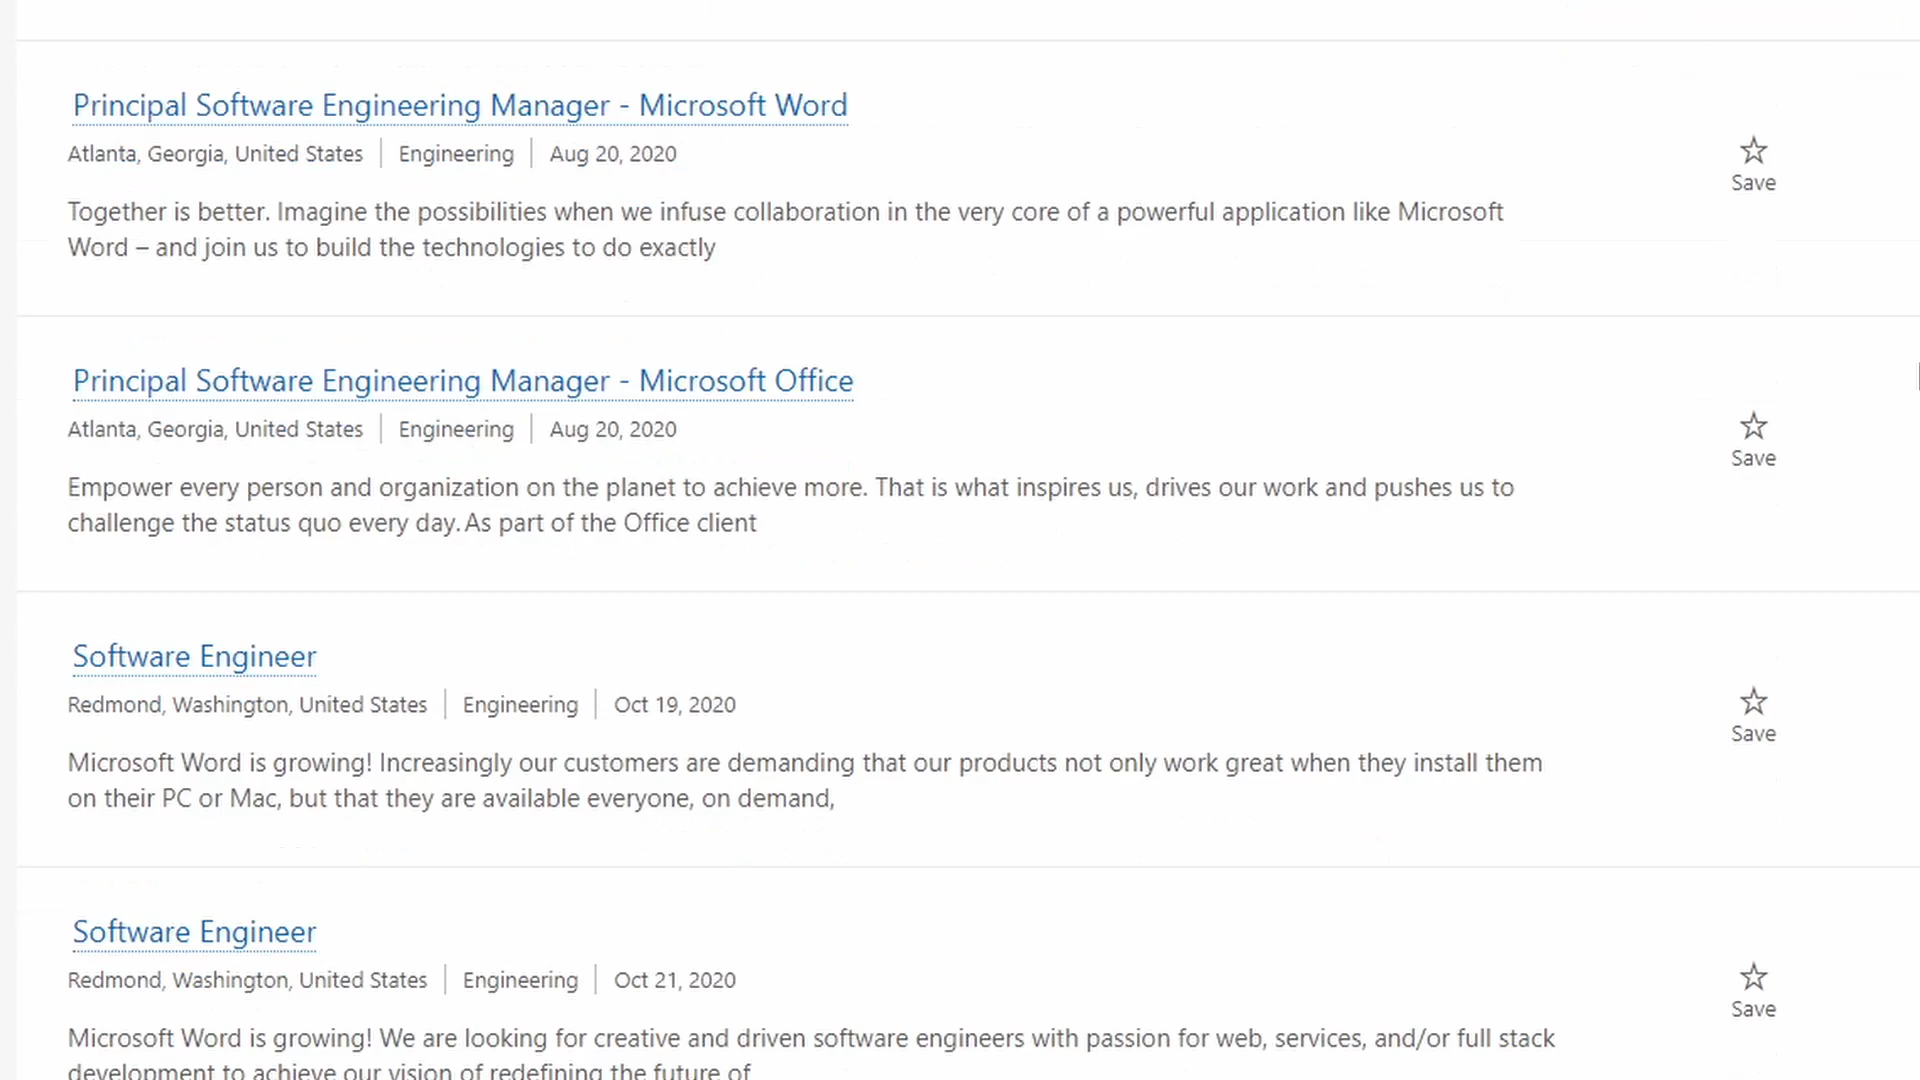 Principal Software Engineering Manager - Microsoft Word
Atlanta, Georgia, United States | Engineering | Aug 20, 2020
Save
Together is better. Imagine the possibilities when we infuse collaboration in the very core of a powerful application like Microsoft
Word – and join us to build the technologies to do exactly
Principal Software Engineering Manager - Microsoft Office
Atlanta, Georgia, United States | Engineering | Aug 20, 2020
Save
Empower every person and organization on the planet to achieve more. That is what inspires us, drives our work and pushes us to
challenge the status quo every day. As part of the Office client
Software Engineer
Redmond, Washington, United States | Engineering | Oct 19, 2020
Save
Microsoft Word is growing! Increasingly our customers are demanding that our products not only work great when they install them
on their PC or Mac, but that they are available everyone, on demand,
Software Engineer
Redmond, Washington, United States | Engineering | Oct 21, 2020
Save
Microsoft Word is growing! We are looking for creative and driven software engineers with passion for web, services, and/or full stack
development to achieve our vision of redefining the future of